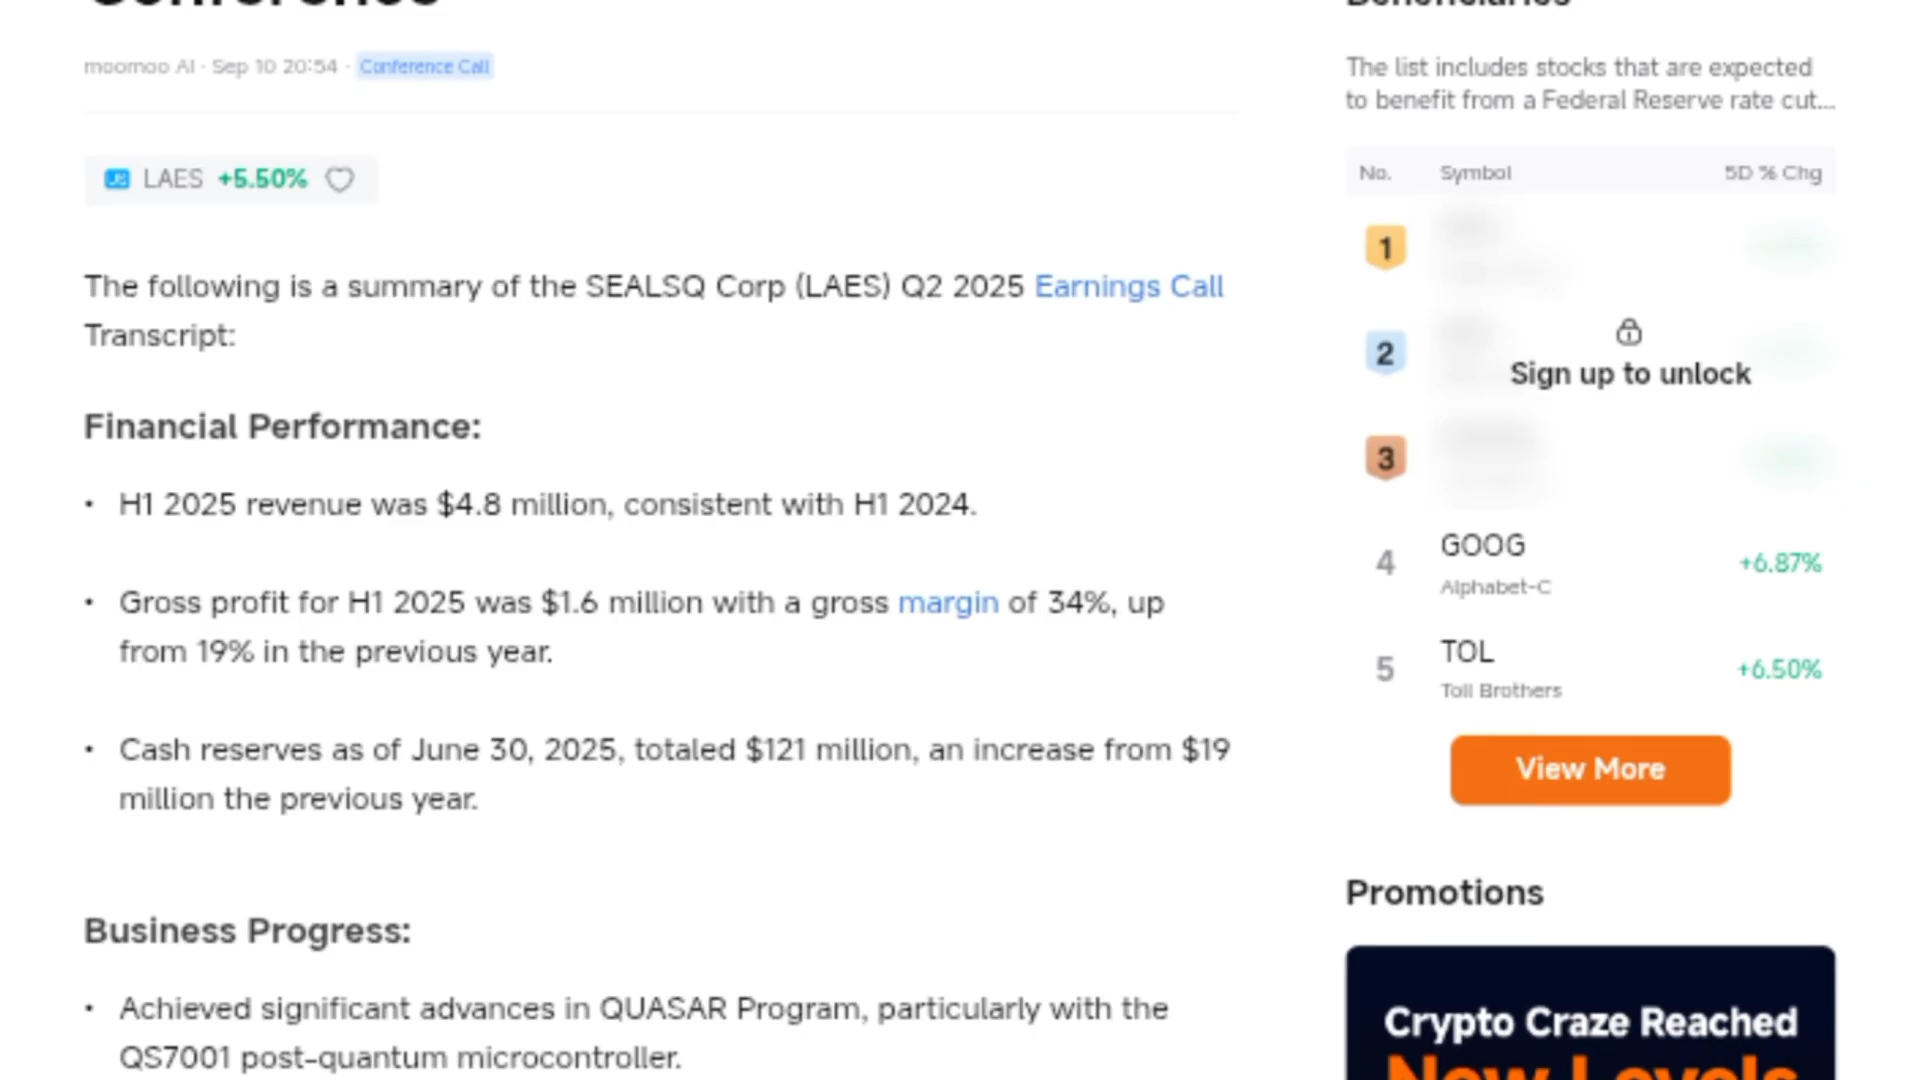 Conference
moomoo AI · Sep 10 20:54 · Conference Call
LAES +5.50%
The following is a summary of the SEALSQ Corp (LAES) Q2 2025 Earnings Call
Transcript:
Financial Performance:
• H1 2025 revenue was $4.8 million, consistent with H1 2024.
• Gross profit for H1 2025 was $1.6 million with a gross margin of 34%, up
from 19% in the previous year.
• Cash reserves as of June 30, 2025, totaled $121 million, an increase from $19
million the previous year.
Business Progress:
• Achieved significant advances in QUASAR Program, particularly with the
QS7001 post-quantum microcontroller.
Beneficiaries
The list includes stocks that are expected
to benefit from a Federal Reserve rate cut...
No. Symbol 5D % Chg
1
2
Sign up to unlock
3
4 GOOG +6.87%
Alphabet-C
5 TOL +6.50%
Toll Brothers
View More
Promotions
Crypto Craze Reached
New Levels